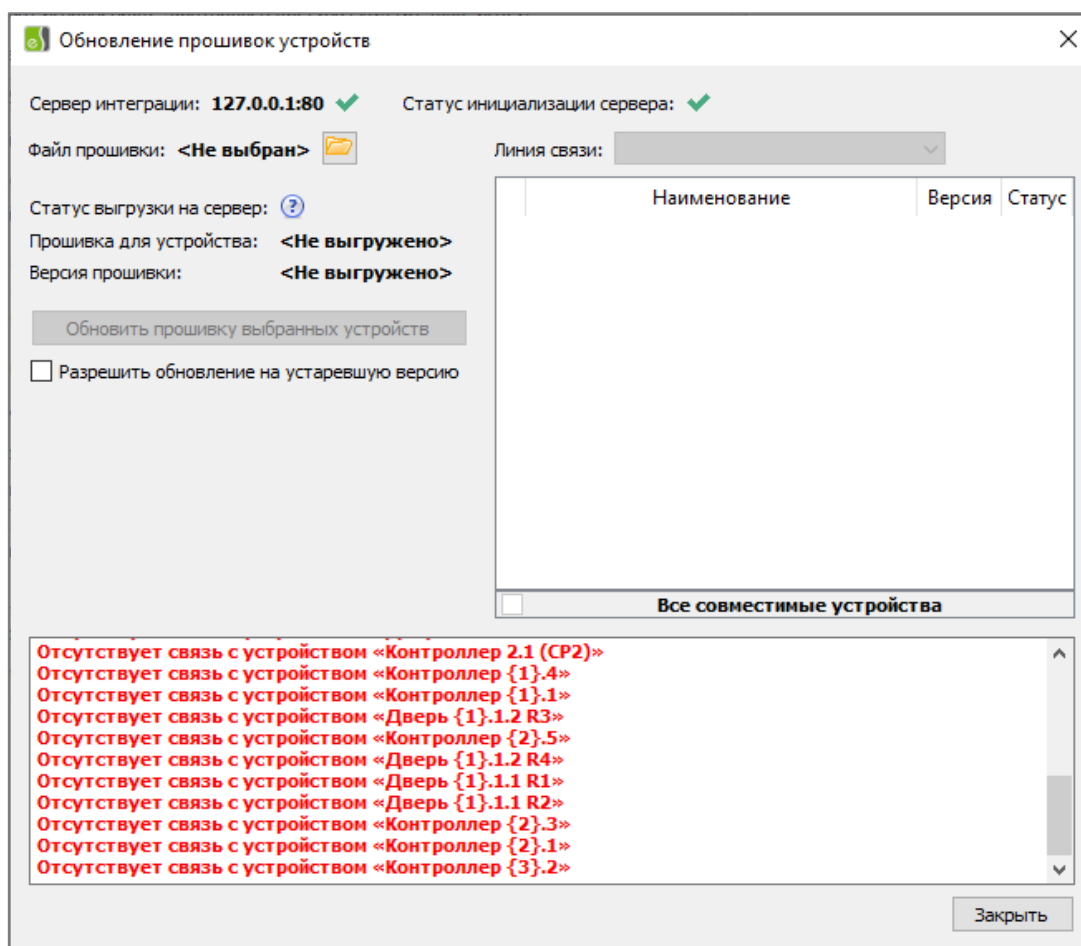 Обновление прошивок устройств
Сервер интеграции: 127.0.0.1:80 Статус инициализации сервера:
Файл прошивки: <Не выбран> Линия связи:
Наименование Версия Статус
Статус выгрузки на сервер:
Прошивка для устройства: <Не выгружено>
Версия прошивки: <Не выгружено>
Обновить прошивку выбранных устройств
Разрешить обновление на устаревшую версию
Все совместимые устройства
Отсутствует связь с устройством «Контроллер 2.1 (CP2)»
Отсутствует связь с устройством «Контроллер {1}.4»
Отсутствует связь с устройством «Контроллер {1}.1»
Отсутствует связь с устройством «Дверь {1}.1.2 R3»
Отсутствует связь с устройством «Контроллер {2}.5»
Отсутствует связь с устройством «Дверь {1}.1.2 R4»
Отсутствует связь с устройством «Дверь {1}.1.1 R1»
Отсутствует связь с устройством «Дверь {1}.1.1 R2»
Отсутствует связь с устройством «Контроллер {2}.3»
Отсутствует связь с устройством «Контроллер {2}.1»
Отсутствует связь с устройством «Контроллер {3}.2»
Закрыть